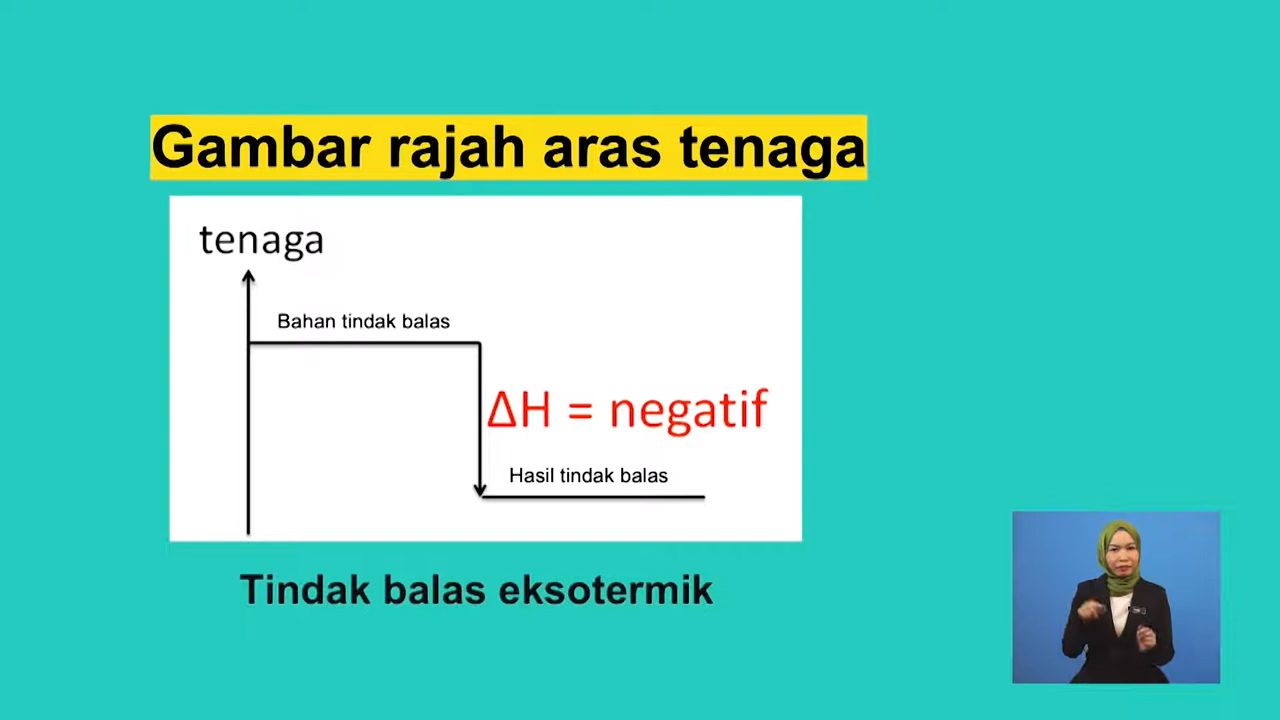 Gambar rajah aras tenaga
tenaga
Bahan tindak balas
ΔH = negatif
Hasil tindak balas
Tindak balas eksotermik